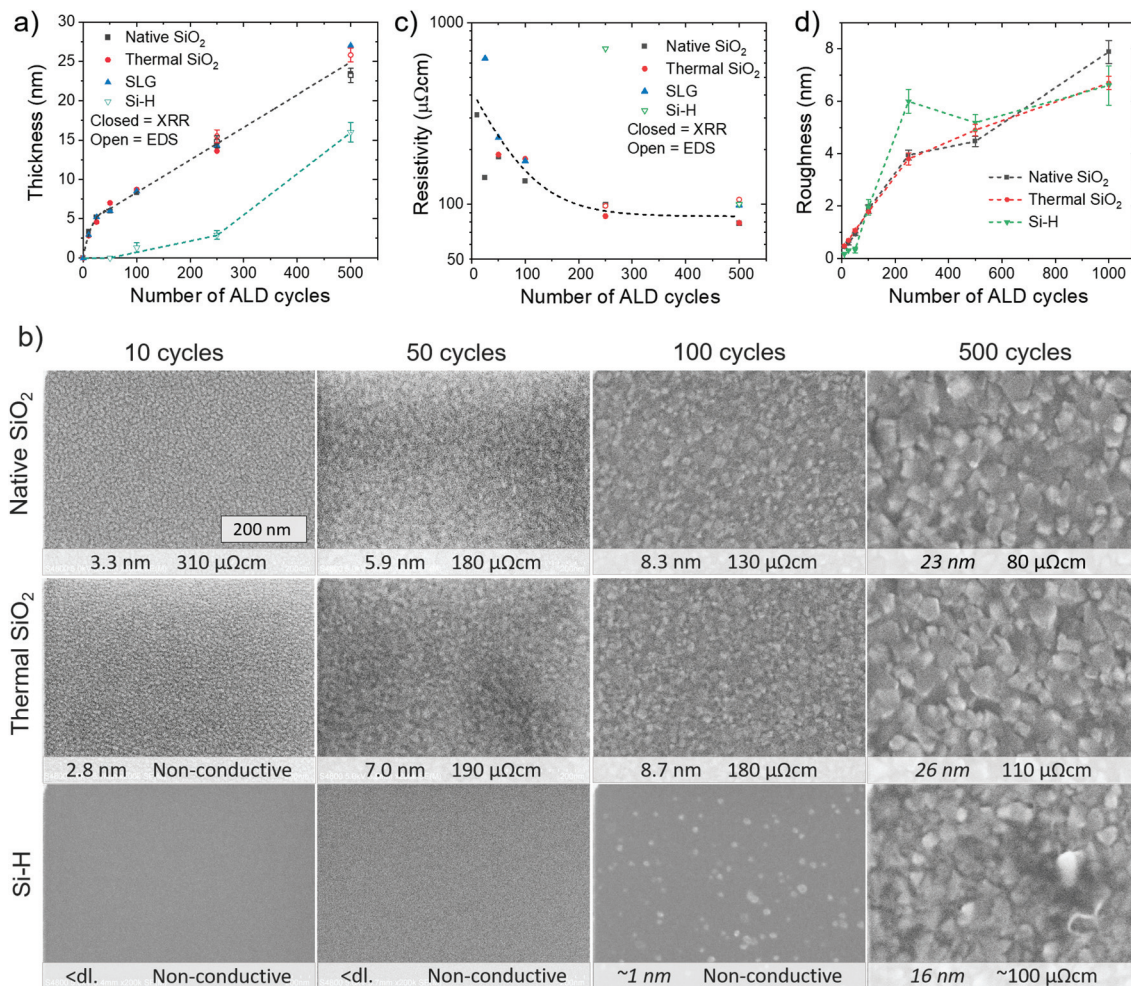 a)
Thickness (nm)
30
25
20
15
10
5
0
Native SiO₂
Thermal SiO₂
SLG
Si-H
Closed = XRR
Open = EDS
0 100 200 300 400 500
Number of ALD cycles
c)
Resistivity (µΩcm)
1000
100
50
Native SiO₂
Thermal SiO₂
SLG
Si-H
Closed = XRR
Open = EDS
0 100 200 300 400 500
Number of ALD cycles
d)
Roughness (nm)
8
6
4
2
0
Native SiO₂
Thermal SiO₂
Si-H
0 200 400 600 800 1000
Number of ALD cycles
b)
10 cycles 50 cycles 100 cycles 500 cycles
Native SiO₂
200 nm
3.3 nm 310 µΩcm
5.9 nm 180 µΩcm
8.3 nm 130 µΩcm
23 nm 80 µΩcm
Thermal SiO₂
2.8 nm Non-conductive
7.0 nm 190 µΩcm
8.7 nm 180 µΩcm
26 nm 110 µΩcm
Si-H
<dl. Non-conductive
<dl. Non-conductive
~1 nm Non-conductive
16 nm ~100 µΩcm